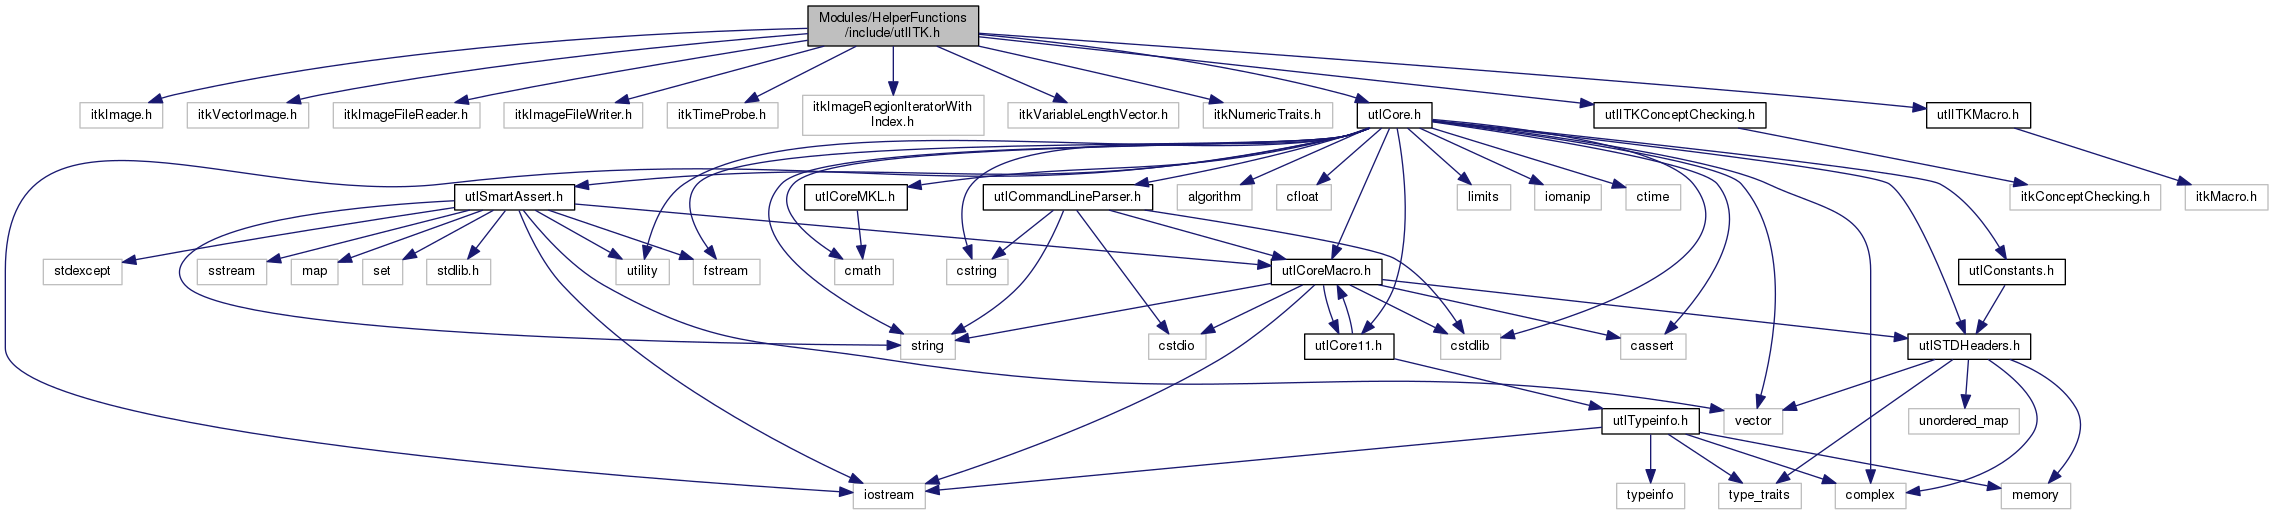 Modules/HelperFunctions
/include/utlITK.h
itkImage.h
itkVectorImage.h
itkImageFileReader.h
itkImageFileWriter.h
itkTimeProbe.h
itkImageRegionIteratorWith
Index.h
itkVariableLengthVector.h
itkNumericTraits.h
utlCore.h
utlITKConceptChecking.h
utlITKMacro.h
utlSmartAssert.h
utlCoreMKL.h
utlCommandLineParser.h
algorithm
cfloat
limits
iomanip
ctime
itkConceptChecking.h
itkMacro.h
stdexcept
sstream
map
set
stdlib.h
utility
fstream
cmath
cstring
utlCoreMacro.h
utlConstants.h
string
cstdio
utlCore11.h
cstdlib
cassert
utlSTDHeaders.h
utlTypeinfo.h
vector
unordered_map
iostream
typeinfo
type_traits
complex
memory